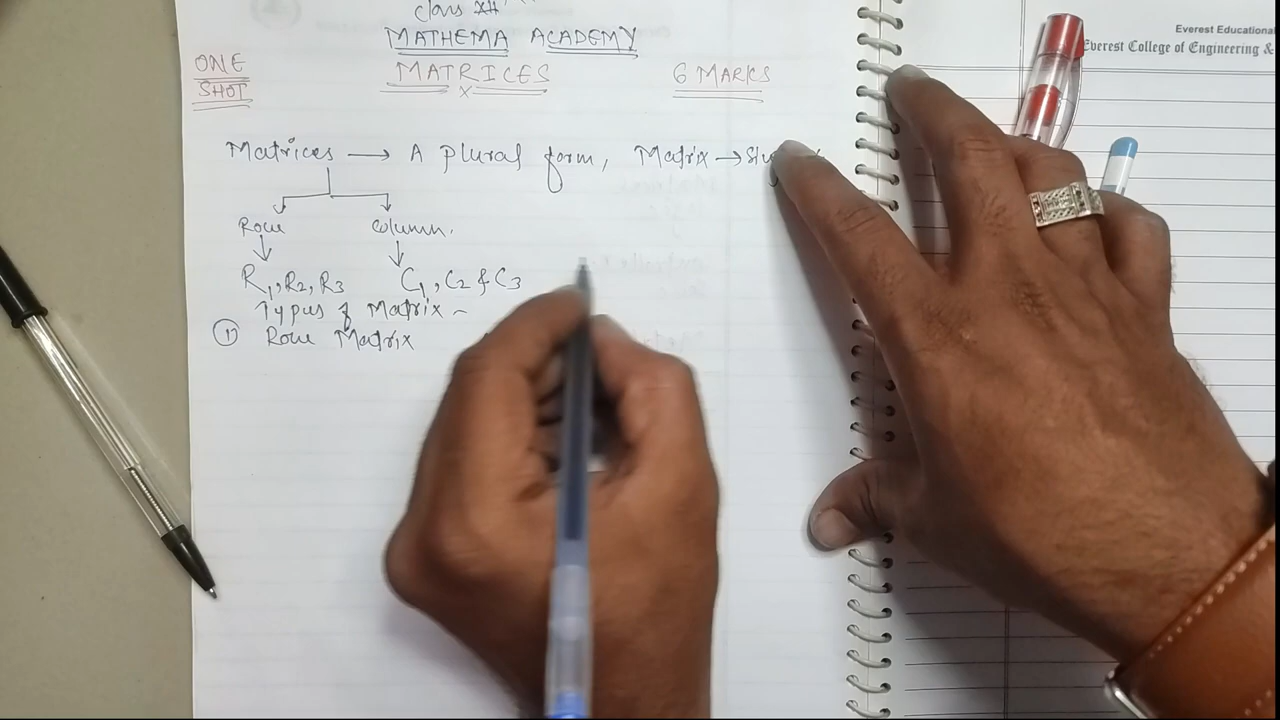 Class XII
MATHEMA ACADEMY
ONE SHOT
MATRICES
6 MARKS
x
Matrices → A plural form, Matrix →
Row column.
R1, R2, R3 C1, C2 & C3
Types of Matrix ~
① Row Matrix
Everest Educational
Everest College of Engineering &